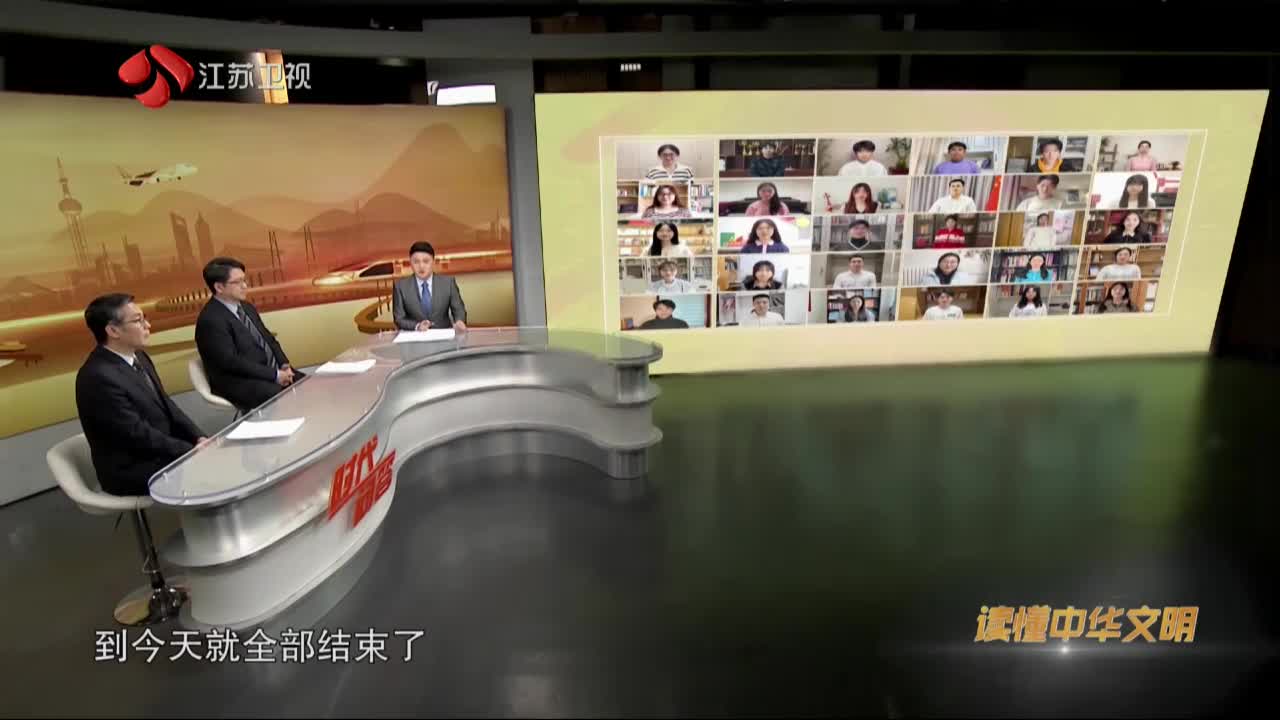 江苏卫视
时代
问答
读懂中华文明
到今天就全部结束了